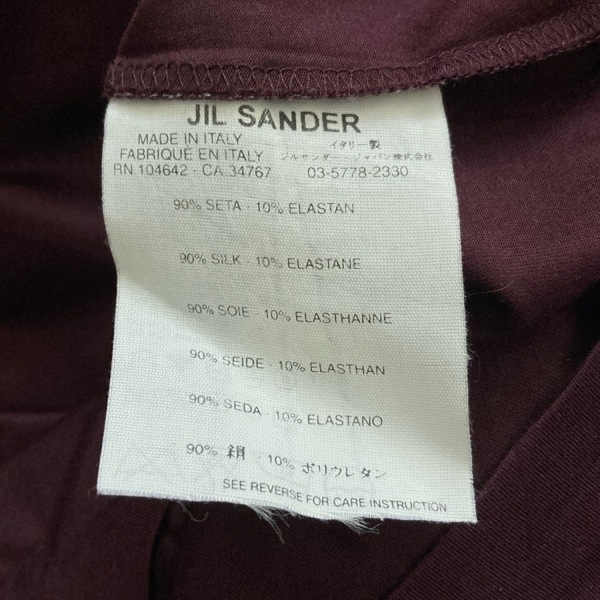 JIL SANDER
MADE IN ITALY イタリー製
FABRIQUE EN ITALY ジルサンダー・ジャパン株式会社
RN 104642 - CA 34767 03-5778-2330
90% SETA - 10% ELASTAN
90% SILK - 10% ELASTANE
90% SOIE - 10% ELASTHANNE
90% SEIDE - 10% ELASTHAN
90% SEDA - 10% ELASTANO
90% 絹 - 10% ポリウレタン
SEE REVERSE FOR CARE INSTRUCTION